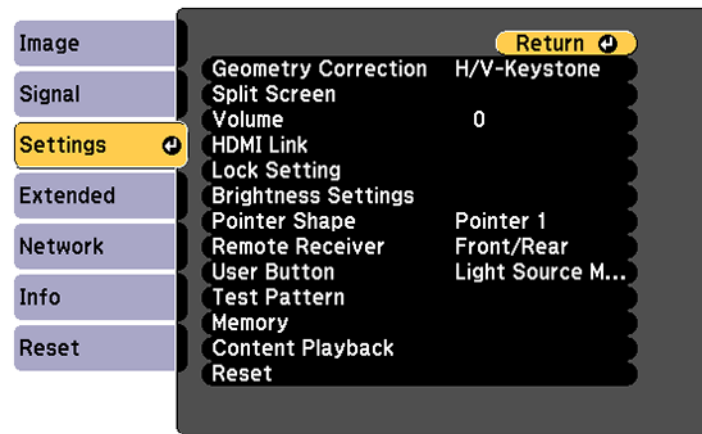 Image
Signal
Settings
Extended
Network
Info
Reset
Return
Geometry Correction H/V-Keystone
Split Screen
Volume 0
HDMI Link
Lock Setting
Brightness Settings
Pointer Shape Pointer 1
Remote Receiver Front/Rear
User Button Light Source M...
Test Pattern
Memory
Content Playback
Reset